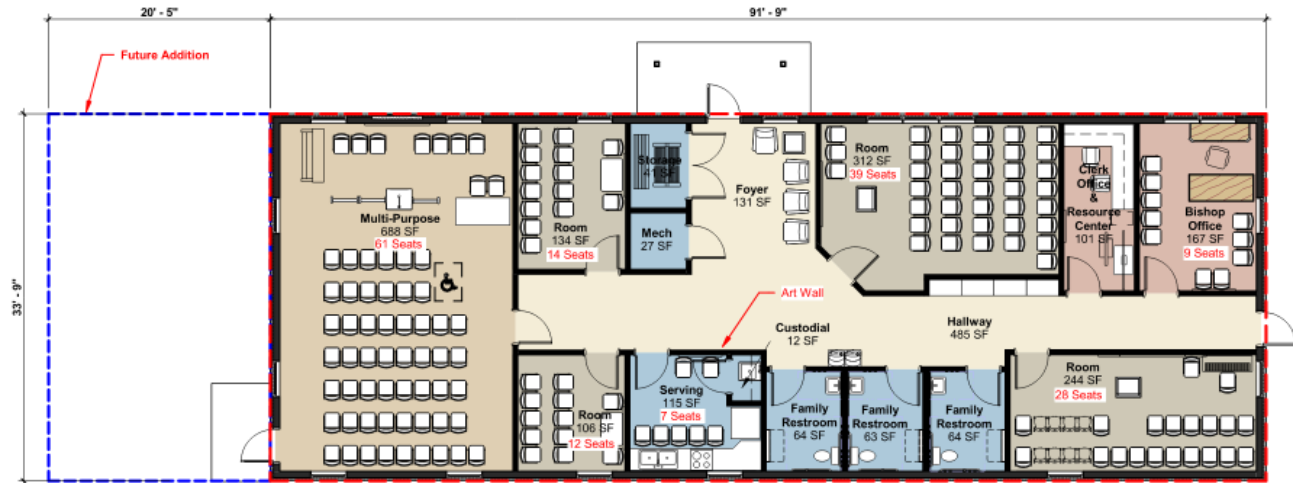 20' - 5"
91' - 9"
Future Addition
33' - 9"
Multi-Purpose
688 SF
61 Seats
Room
134 SF
14 Seats
Storage
41 SF
Mech
27 SF
Foyer
131 SF
Room
312 SF
39 Seats
Clerk
Office
&
Resource
Center
101 SF
Bishop
Office
167 SF
9 Seats
Art Wall
Custodial
12 SF
Hallway
485 SF
Room
106 SF
12 Seats
Serving
115 SF
7 Seats
Family
Restroom
64 SF
Family
Restroom
63 SF
Family
Restroom
64 SF
Room
244 SF
28 Seats